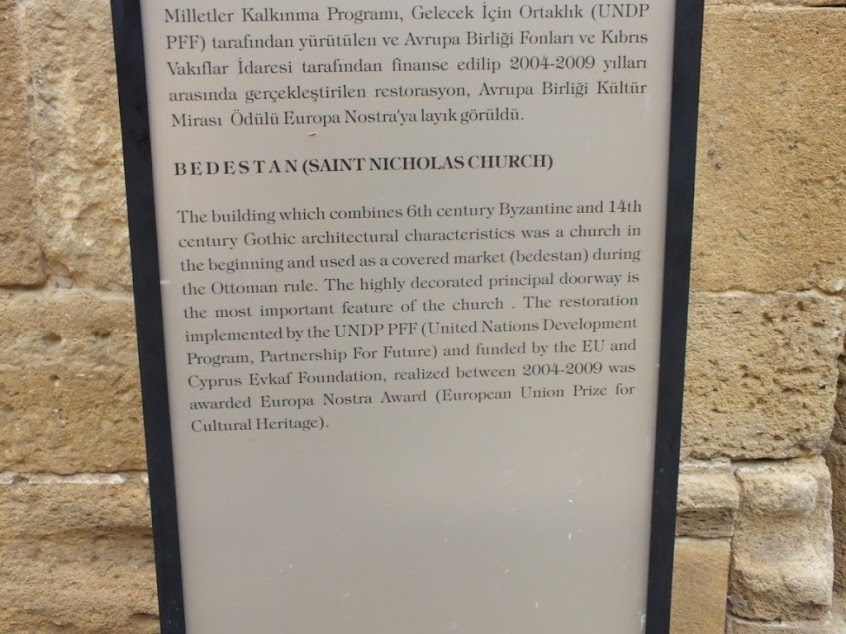 Milletler Kalkınma Programı, Gelecek İçin Ortaklık (UNDP
PFF) tarafından yürütülen ve Avrupa Birliği Fonları ve Kıbrıs
Vakıflar İdaresi tarafından finanse edilip 2004-2009 yılları
arasında gerçekleştirilen restorasyon, Avrupa Birliği Kültür
Mirası Ödülü Europa Nostra'ya layık görüldü.
BEDESTAN (SAINT NICHOLAS CHURCH)
The building which combines 6th century Byzantine and 14th
century Gothic architectural characteristics was a church in
the beginning and used as a covered market (bedestan) during
the Ottoman rule. The highly decorated principal doorway is
the most important feature of the church . The restoration
implemented by the UNDP PFF (United Nations Development
Program, Partnership For Future) and funded by the EU and
Cyprus Evkaf Foundation, realized between 2004-2009 was
awarded Europa Nostra Award (European Union Prize for
Cultural Heritage).